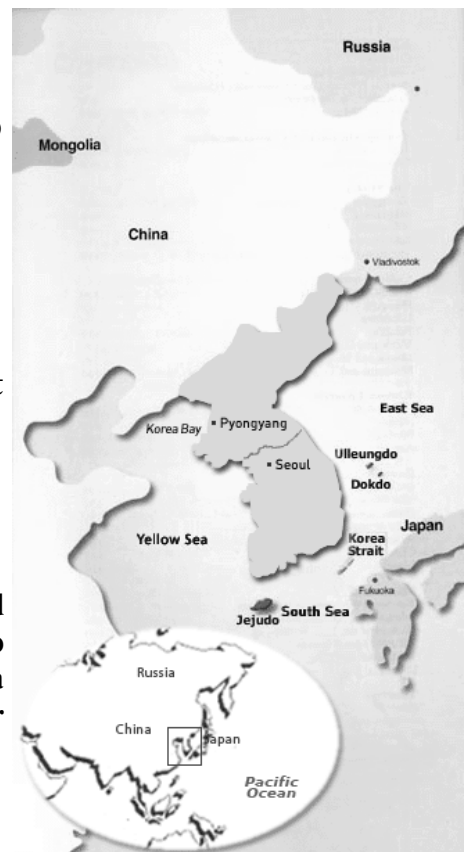 Russia
Mongolia
China
Vladivostok
East Sea
Korea Bay
Pyongyang
Ulleungdo
Seoul
Dokdo
Japan
Yellow Sea
Korea
Strait
Fukuoka
Jejudo
South Sea
Russia
China
Japan
Pacific
Ocean